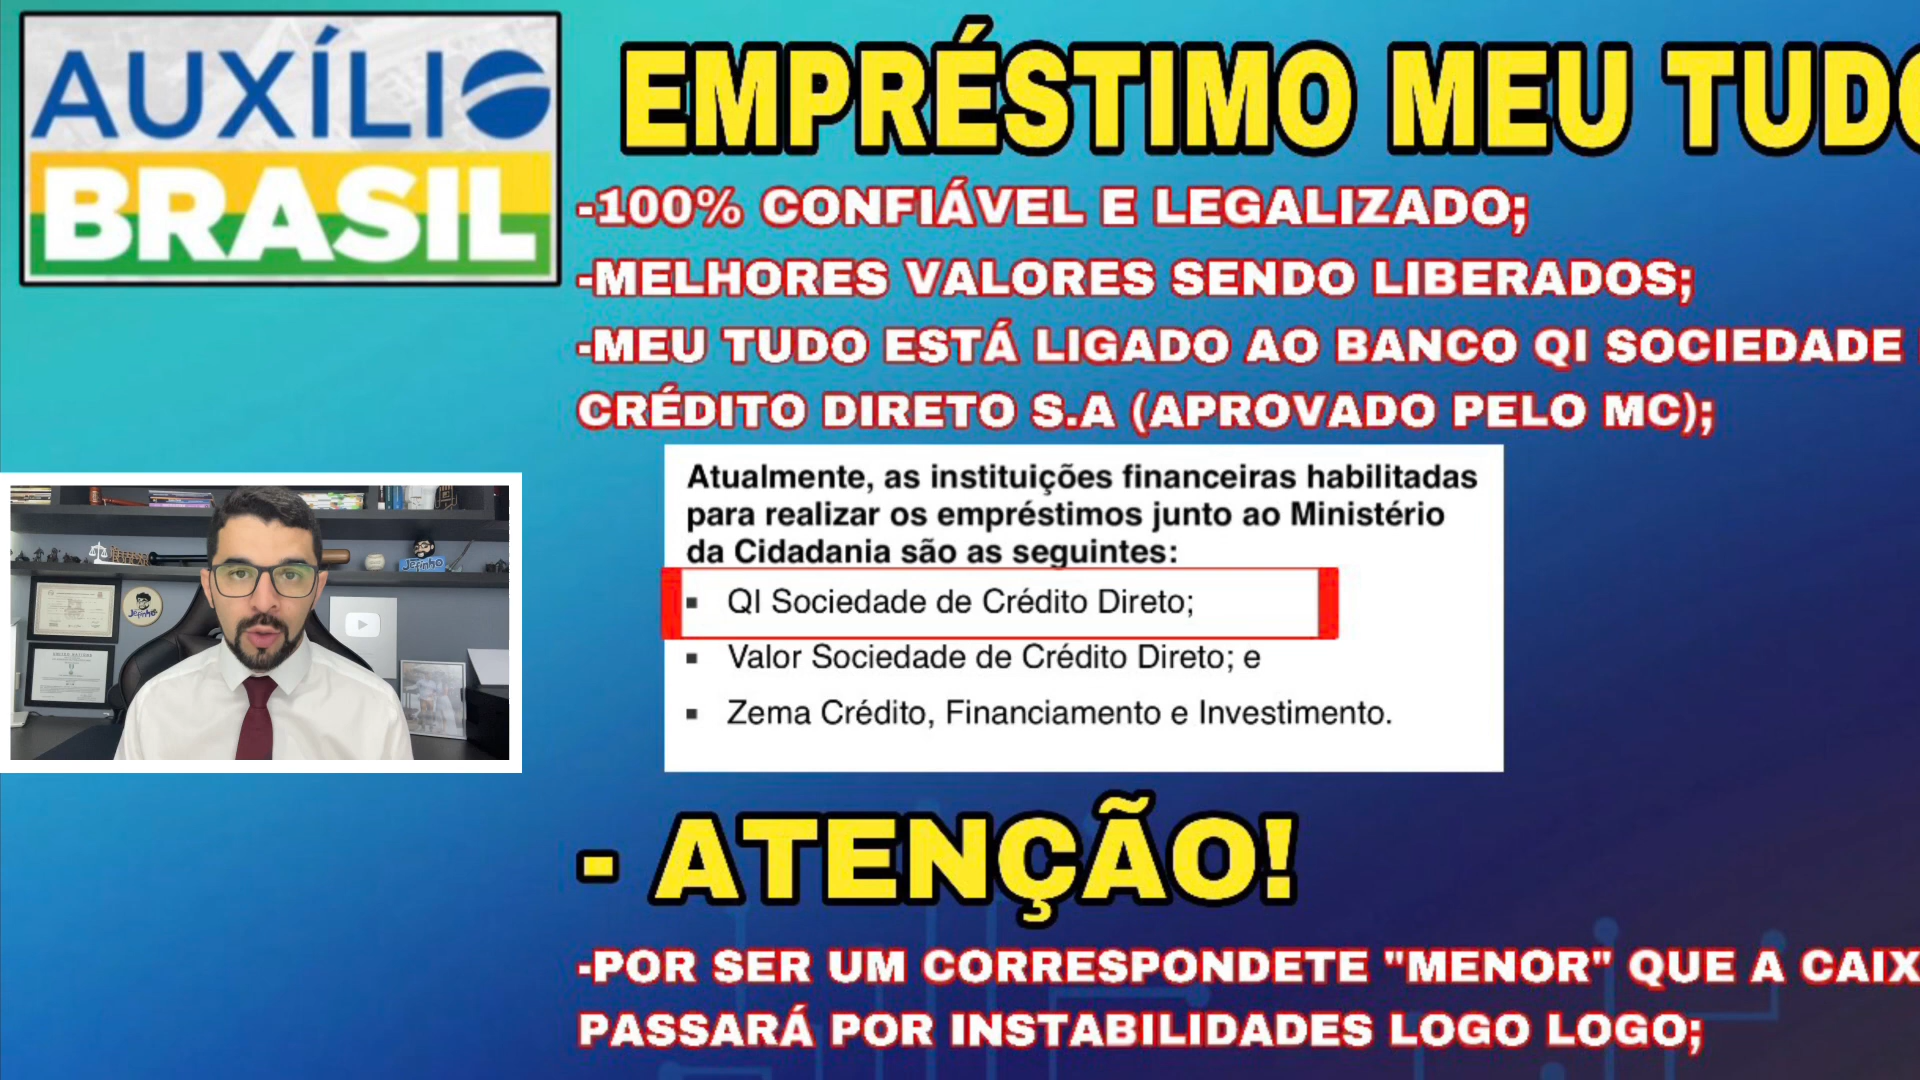 AUXÍLIO
BRASIL
EMPRÉSTIMO MEU TUDO
-100% CONFIÁVEL E LEGALIZADO;
-MELHORES VALORES SENDO LIBERADOS;
-MEU TUDO ESTÁ LIGADO AO BANCO QI SOCIEDADE
CRÉDITO DIRETO S.A (APROVADO PELO MC);
Atualmente, as instituições financeiras habilitadas
para realizar os empréstimos junto ao Ministério
da Cidadania são as seguintes:
▪ QI Sociedade de Crédito Direto;
▪ Valor Sociedade de Crédito Direto; e
▪ Zema Crédito, Financiamento e Investimento.
Jefinho
Jefinho
- ATENÇÃO!
-POR SER UM CORRESPONDETE "MENOR" QUE A CAIX
PASSARÁ POR INSTABILIDADES LOGO LOGO;